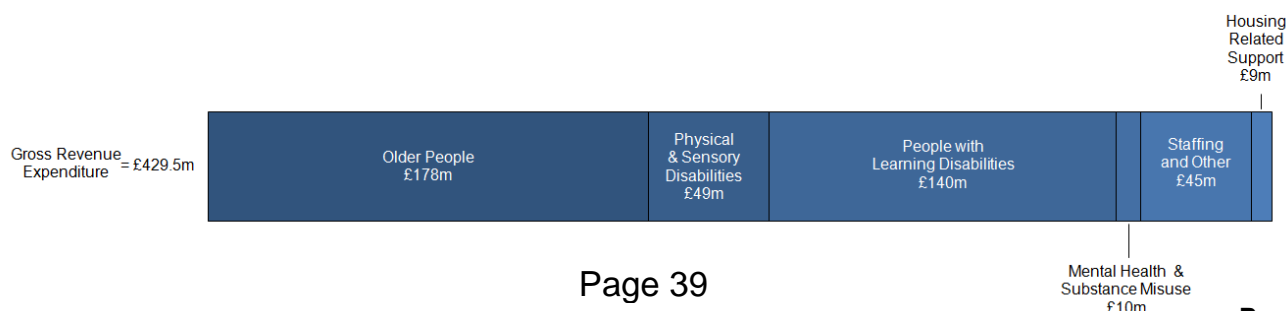 Housing
Related
Support
£9m
Gross Revenue
Expenditure
= £429.5m
Older People
£178m
Physical
& Sensory
Disabilities
£49m
People with
Learning Disabilities
£140m
Staffing
and Other
£45m
Mental Health &
Substance Misuse
£10m
Page 39